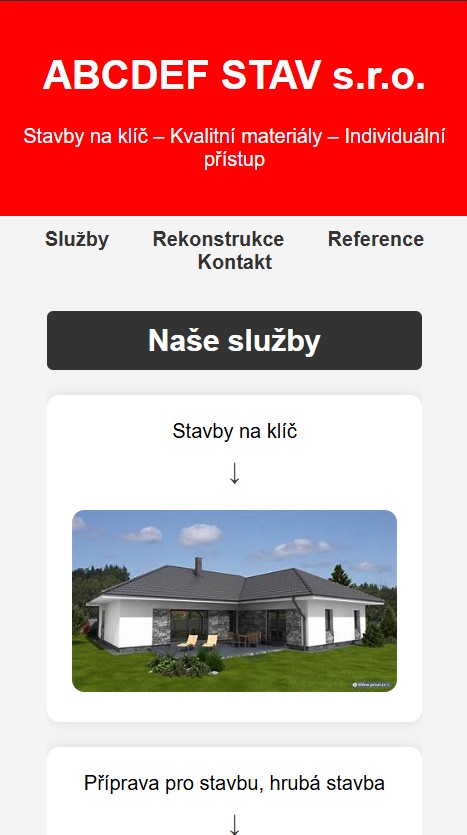 ABCDEF STAV s.r.o.
Stavby na klíč – Kvalitní materiály – Individuální
přístup
Služby Rekonstrukce Reference
Kontakt
Naše služby
Stavby na klíč
↓
Příprava pro stavbu, hrubá stavba
↓